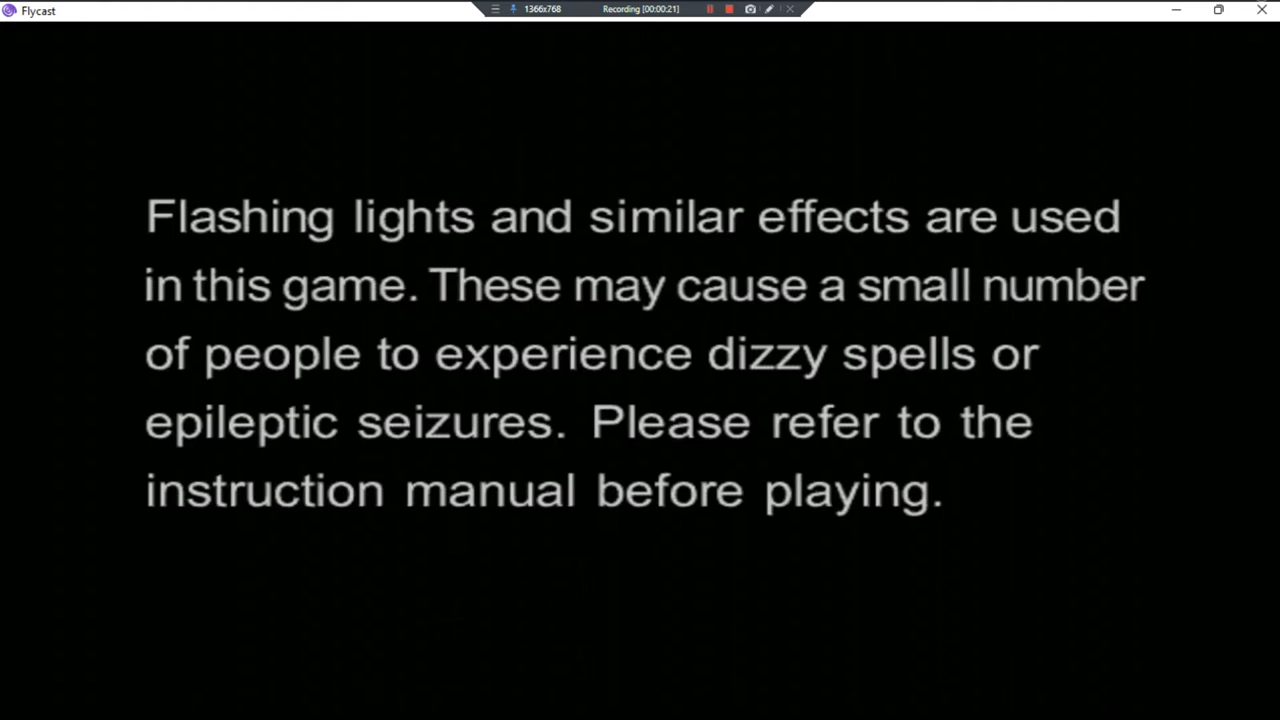 Flycast
1366x768
Recording [00:00:21]
Flashing lights and similar effects are used
in this game. These may cause a small number
of people to experience dizzy spells or
epileptic seizures. Please refer to the
instruction manual before playing.